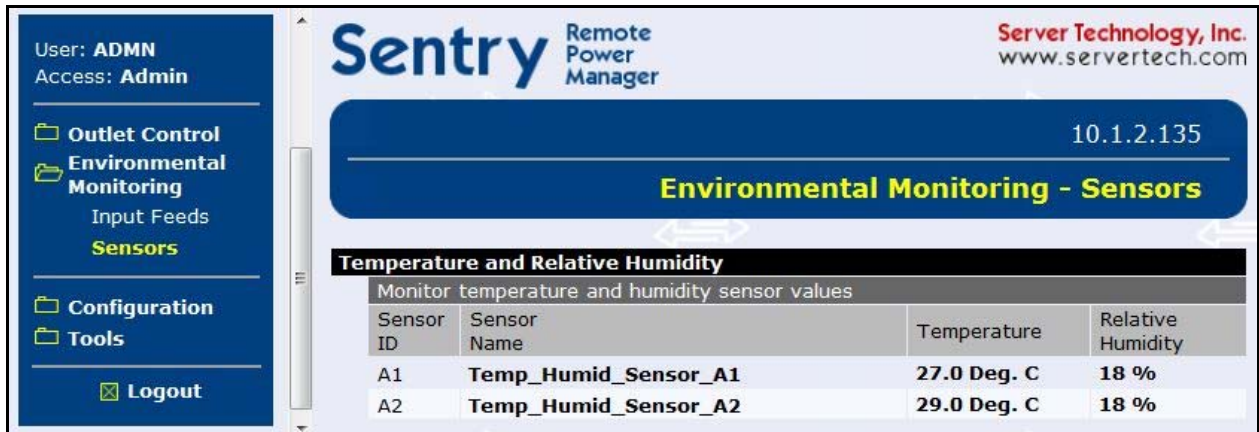 User: ADMN
Access: Admin
Outlet Control
Environmental
Monitoring
Input Feeds
Sensors
Configuration
Tools
Logout
Sentry Remote
Power
Manager
Server Technology, Inc.
www.servertech.com
10.1.2.135
Environmental Monitoring - Sensors
Temperature and Relative Humidity
Monitor temperature and humidity sensor values
Sensor ID Sensor Name Temperature Relative Humidity
A1 Temp_Humid_Sensor_A1 27.0 Deg. C 18 %
A2 Temp_Humid_Sensor_A2 29.0 Deg. C 18 %